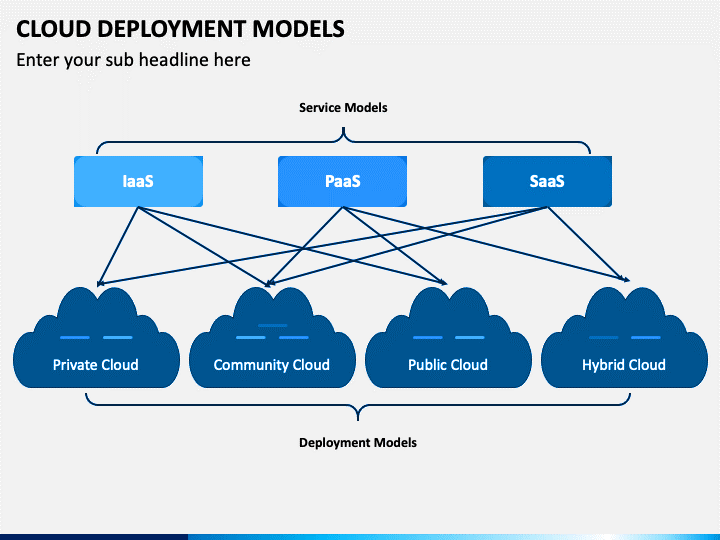 CLOUD DEPLOYMENT MODELS
Enter your sub headline here
Service Models
IaaS
PaaS
SaaS
Private Cloud
Community Cloud
Public Cloud
Hybrid Cloud
Deployment Models